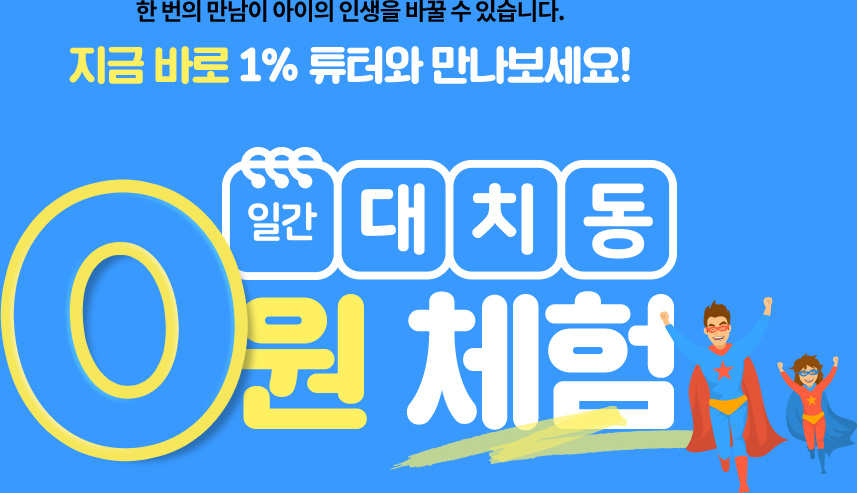 한 번의 만남이 아이의 인생을 바꿀 수 있습니다.
지금 바로 1% 튜터와 만나보세요!
일간 대치동
0원 체험